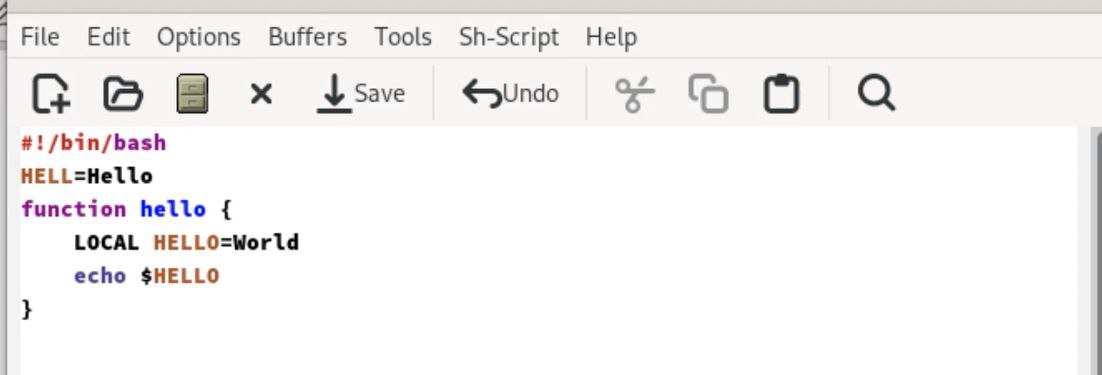 File Edit Options Buffers Tools Sh-Script Help
Save Undo
#!/bin/bash
HELL=Hello
function hello {
    LOCAL HELLO=World
    echo $HELLO
}